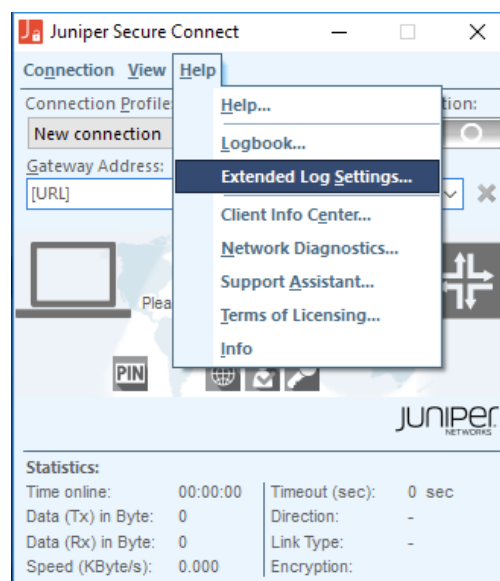 Juniper Secure Connect
Connection View Help
Connection Profile: tion:
New connection
Gateway Address:
[URL]
Help...
Logbook...
Extended Log Settings...
Client Info Center...
Network Diagnostics...
Support Assistant...
Terms of Licensing...
Info
Plea
PIN
JUNIPER
NETWORKS
Statistics:
Time online: 00:00:00 Timeout (sec): 0 sec
Data (Tx) in Byte: 0 Direction: -
Data (Rx) in Byte: 0 Link Type: -
Speed (KByte/s): 0.000 Encryption: